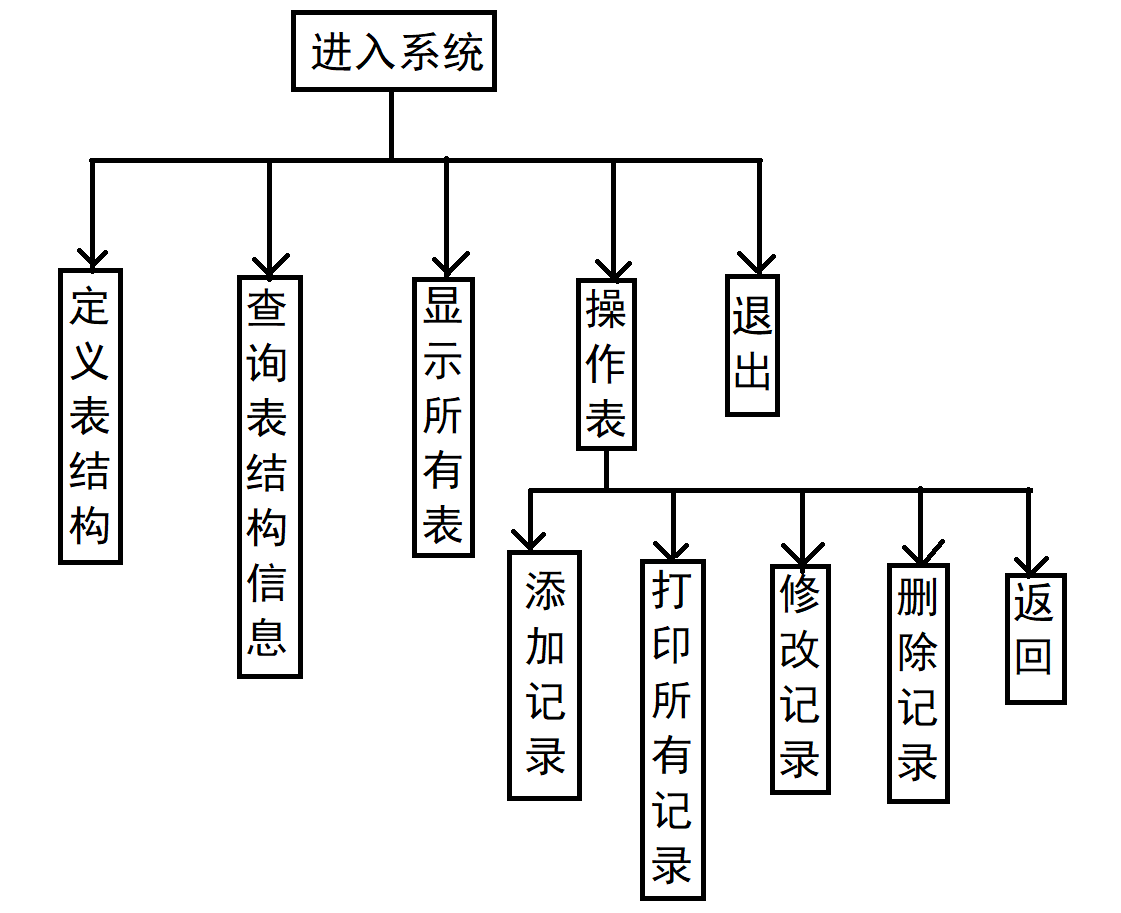 进入系统
定义表结构
查询表结构信息
显示所有表
操作表
退出
添加记录
打印所有记录
修改记录
删除记录
返回